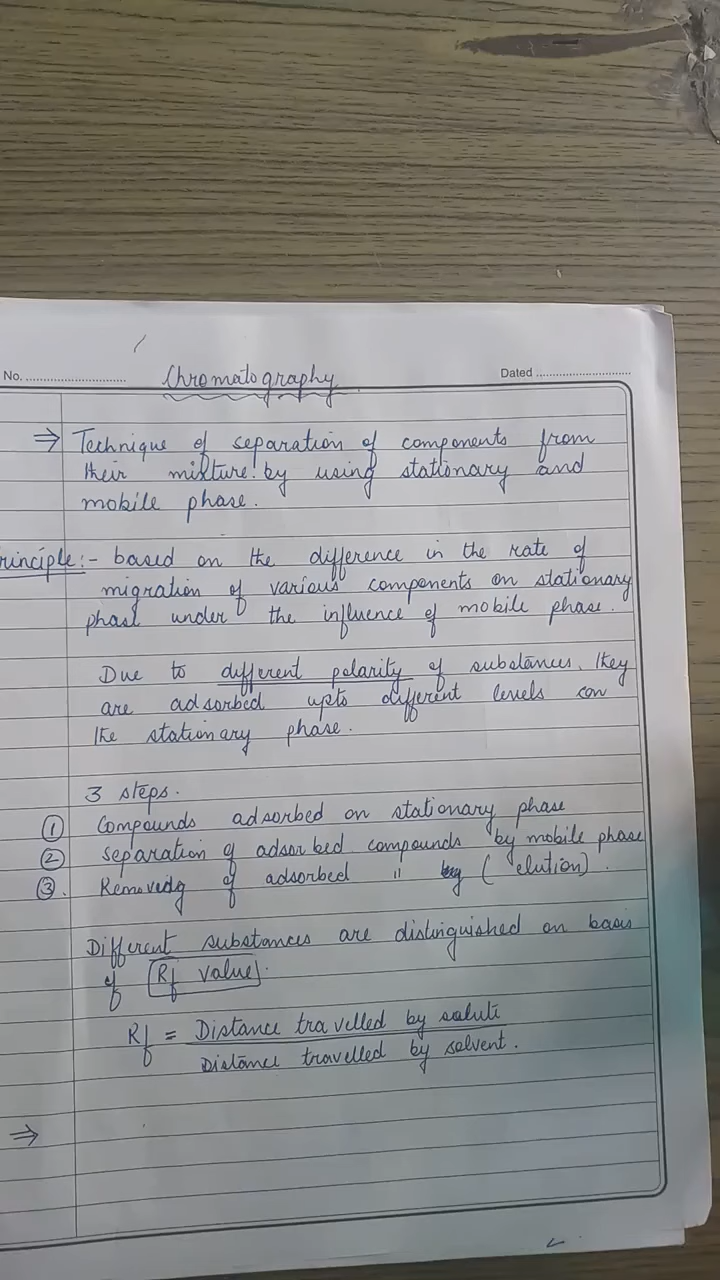 No. ............................. Chromatography Dated .............................
⇒ Technique of separation of components from
their mixture by using stationary and
mobile phase.
rinciple:- based on the difference in the rate of
migration of various components on stationary
phase under the influence of mobile phase.
Due to different polarity of substances, they
are adsorbed upto different levels on
the stationary phase.
3 steps.
① Compounds adsorbed on stationary phase
② Separation of adsorbed compounds by mobile phase
③. of adsorbed " (elution).
Different substances are distinguished on basis
of Rf value.
Rf = Distance travelled by solute
Distance travelled by solvent.
⇒